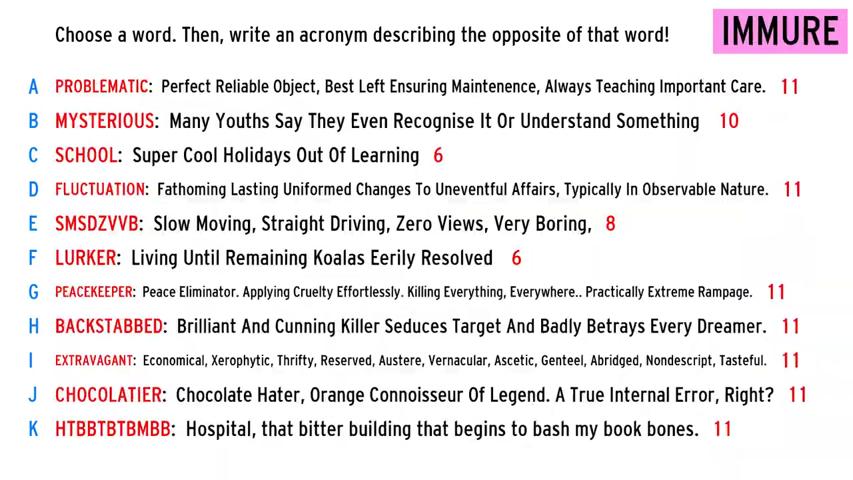 Choose a word. Then, write an acronym describing the opposite of that word!
IMMURE
A PROBLEMATIC: Perfect Reliable Object, Best Left Ensuring Maintenence, Always Teaching Important Care. 11
B MYSTERIOUS: Many Youths Say They Even Recognise It Or Understand Something 10
C SCHOOL: Super Cool Holidays Out Of Learning 6
D FLUCTUATION: Fathoming Lasting Uniformed Changes To Uneventful Affairs, Typically In Observable Nature. 11
E SMSDZVVB: Slow Moving, Straight Driving, Zero Views, Very Boring, 8
F LURKER: Living Until Remaining Koalas Eerily Resolved 6
G PEACEKEEPER: Peace Eliminator. Applying Cruelty Effortlessly. Killing Everything, Everywhere.. Practically Extreme Rampage. 11
H BACKSTABBED: Brilliant And Cunning Killer Seduces Target And Badly Betrays Every Dreamer. 11
I EXTRAVAGANT: Economical, Xerophytic, Thrifty, Reserved, Austere, Vernacular, Ascetic, Genteel, Abridged, Nondescript, Tasteful. 11
J CHOCOLATIER: Chocolate Hater, Orange Connoisseur Of Legend. A True Internal Error, Right? 11
K HTBBTBTBMBB: Hospital, that bitter building that begins to bash my book bones. 11